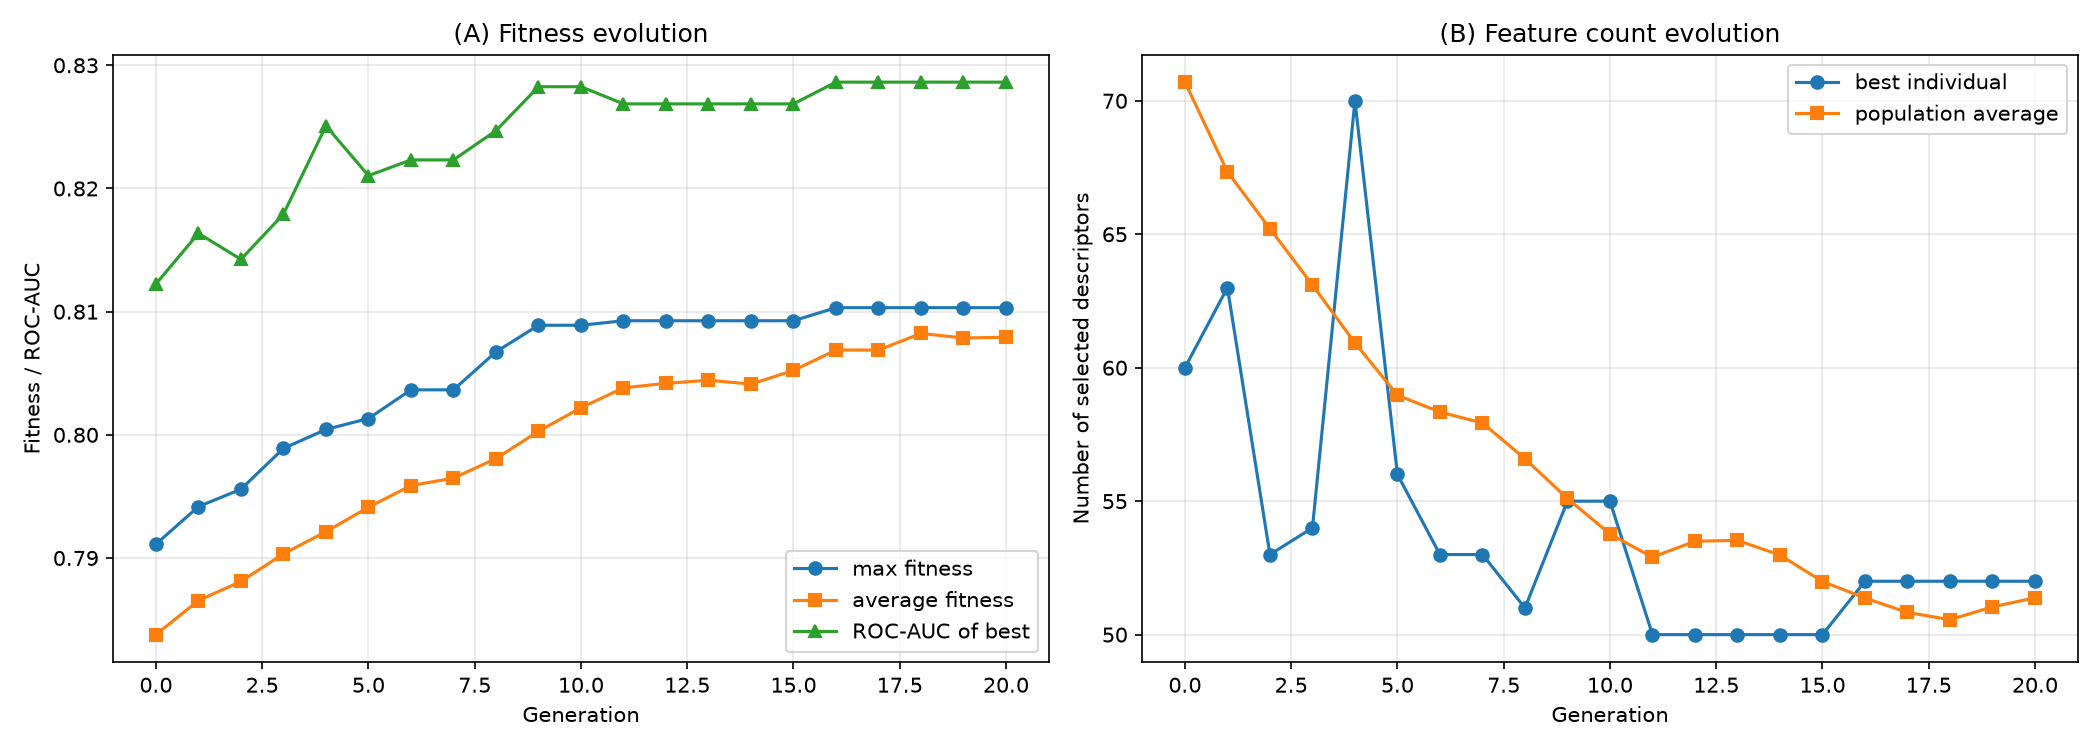 (A) Fitness evolution
Fitness / ROC-AUC
0.83
0.82
0.81
0.80
0.79
max fitness
average fitness
ROC-AUC of best
0.0 2.5 5.0 7.5 10.0 12.5 15.0 17.5 20.0
Generation
(B) Feature count evolution
Number of selected descriptors
70
65
60
55
50
best individual
population average
0.0 2.5 5.0 7.5 10.0 12.5 15.0 17.5 20.0
Generation